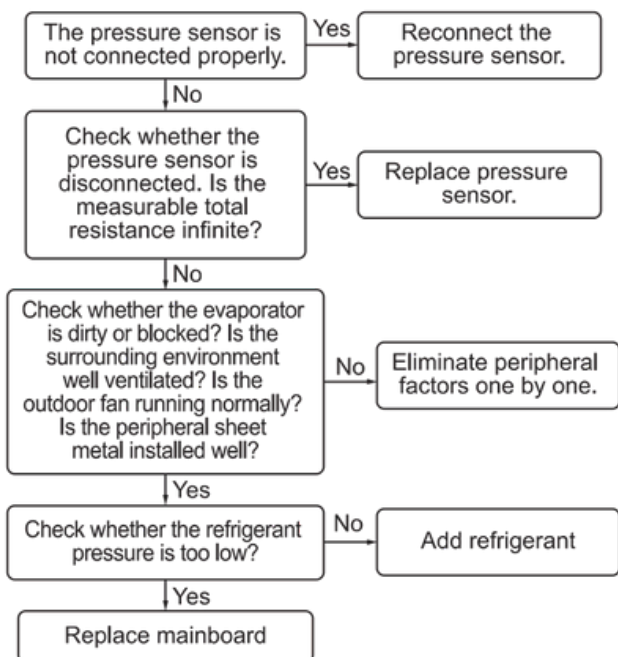 The pressure sensor is
not connected properly.
Yes
Reconnect the
pressure sensor.
No
Check whether the
pressure sensor is
disconnected. Is the
measurable total
resistance infinite?
Yes
Replace pressure
sensor.
No
Check whether the evaporator
is dirty or blocked? Is the
surrounding environment
well ventilated? Is the
outdoor fan running normally?
Is the peripheral sheet
metal installed well?
No
Eliminate peripheral
factors one by one.
Yes
Check whether the refrigerant
pressure is too low?
No
Add refrigerant
Yes
Replace mainboard